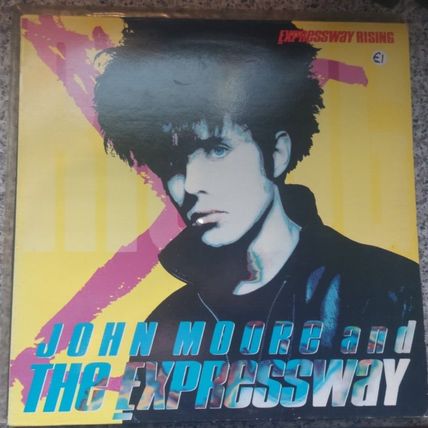 EXPRESSWAY RISING
£1
JOHN MOORE and
THE EXPRESSWAY